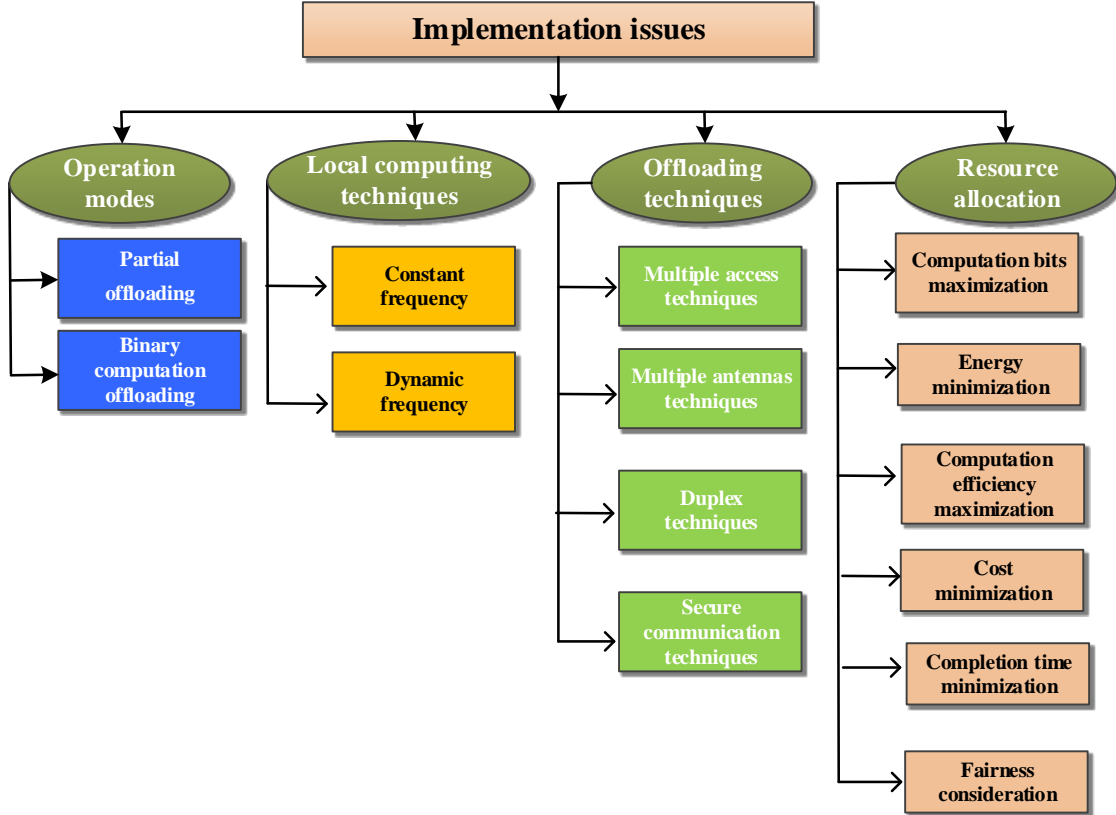 Implementation issues
Operation
modes
Partial
offloading
Binary
computation
offloading
Local computing
techniques
Constant
frequency
Dynamic
frequency
Offloading
techniques
Multiple access
techniques
Multiple antennas
techniques
Duplex
techniques
Secure
communication
techniques
Resource
allocation
Computation bits
maximization
Energy
minimization
Computation
efficiency
maximization
Cost
minimization
Completion time
minimization
Fairness
consideration